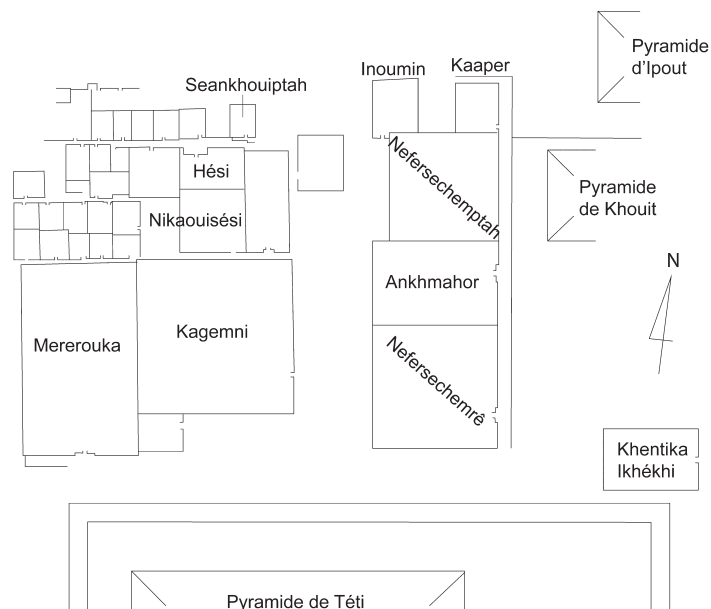 Pyramide
d'Ipout
Inoumin
Kaaper
Seankhouiptah
Nefersechemptah
Hési
Pyramide
de Khouit
Nikaouisési
N
Ankhmahor
Mererouka
Kagemni
Nefersechemrê
Khentika
Ikhékhi
Pyramide de Téti